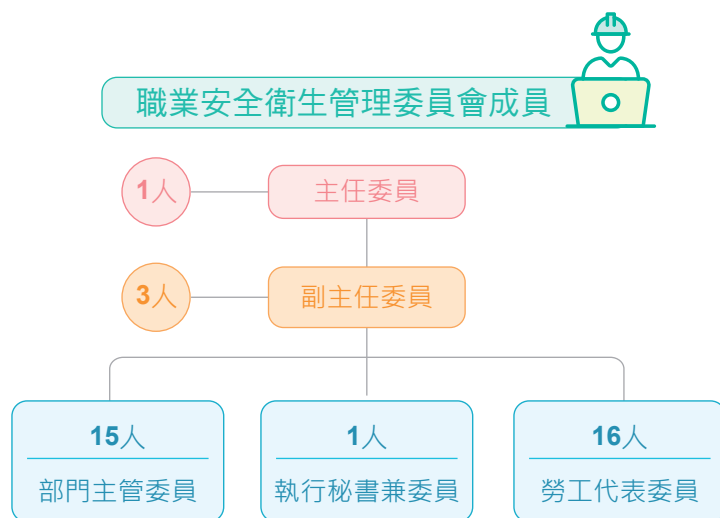 職業安全衛生管理委員會成員
1人
主任委員
3人
副主任委員
15人
部門主管委員
1人
執行秘書兼委員
16人
勞工代表委員